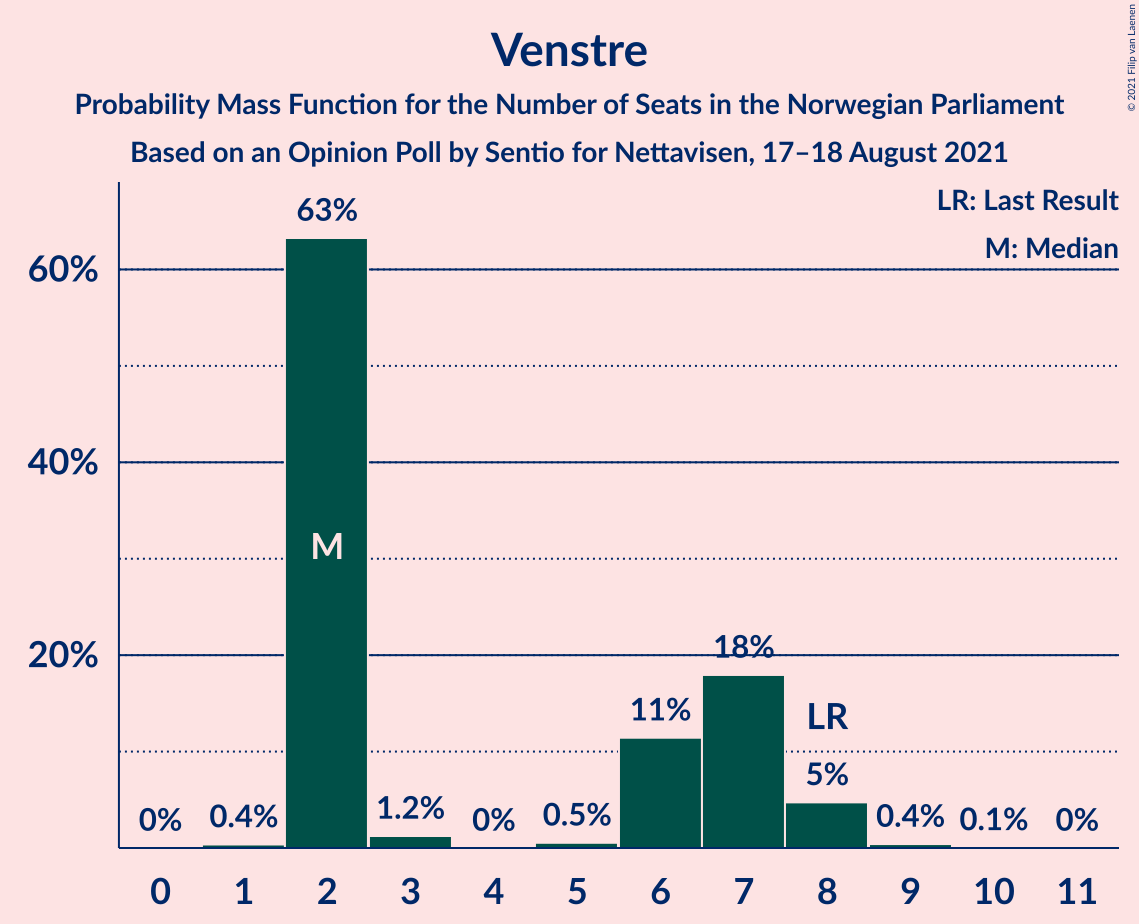 Venstre
Probability Mass Function for the Number of Seats in the Norwegian Parliament
Based on an Opinion Poll by Sentio for Nettavisen, 17–18 August 2021
© 2021 Filip van Laenen
LR: Last Result
M: Median
60%
40%
20%
0%
0.4%
63%
M
1.2%
0%
0.5%
11%
18%
LR
5%
0.4%
0.1%
0%
0 1 2 3 4 5 6 7 8 9 10 11